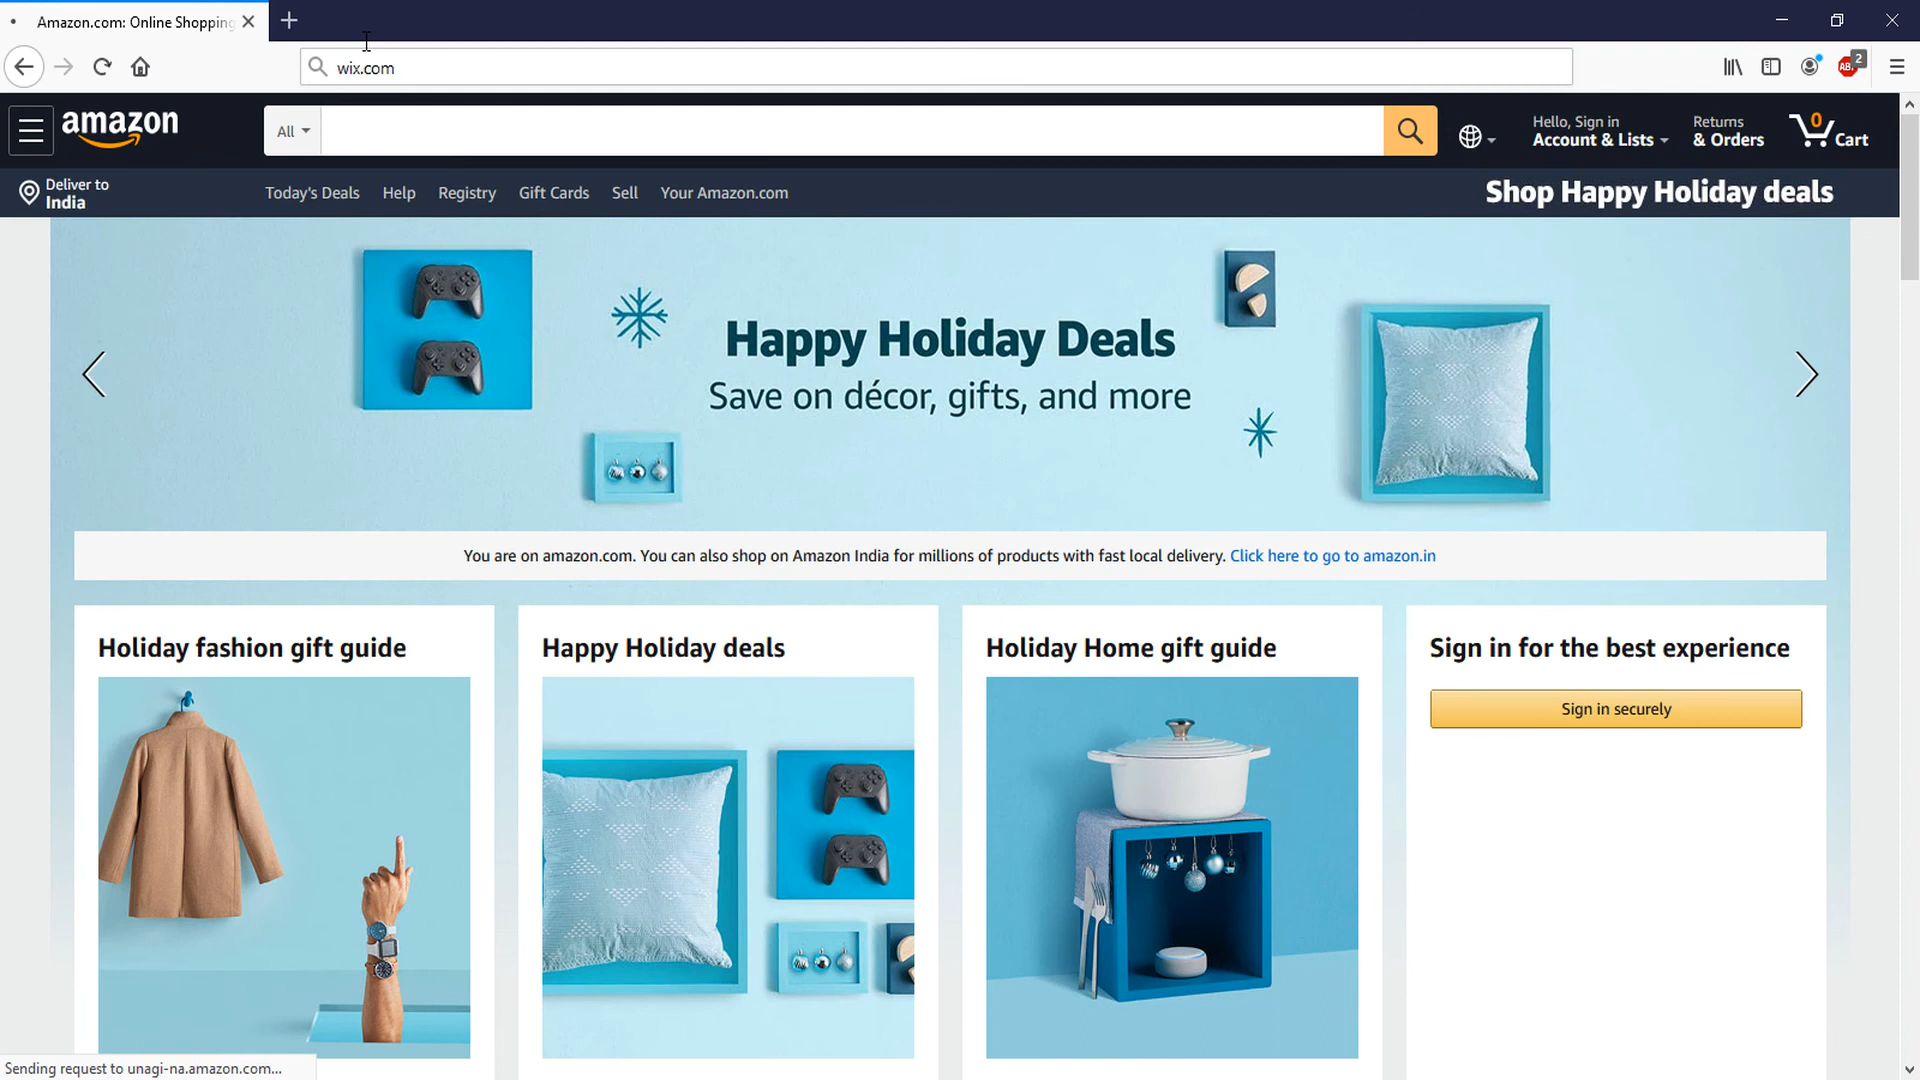 Amazon.com: Online Shopping
wix.com
2
amazon
All
Hello, Sign in
Account & Lists
Returns
& Orders
0
Cart
Deliver to
India
Today's Deals
Help
Registry
Gift Cards
Sell
Your Amazon.com
Shop Happy Holiday deals
Happy Holiday Deals
Save on décor, gifts, and more
You are on amazon.com. You can also shop on Amazon India for millions of products with fast local delivery. Click here to go to amazon.in
Holiday fashion gift guide
Happy Holiday deals
Holiday Home gift guide
Sign in for the best experience
Sign in securely
Sending request to unagi-na.amazon.com...